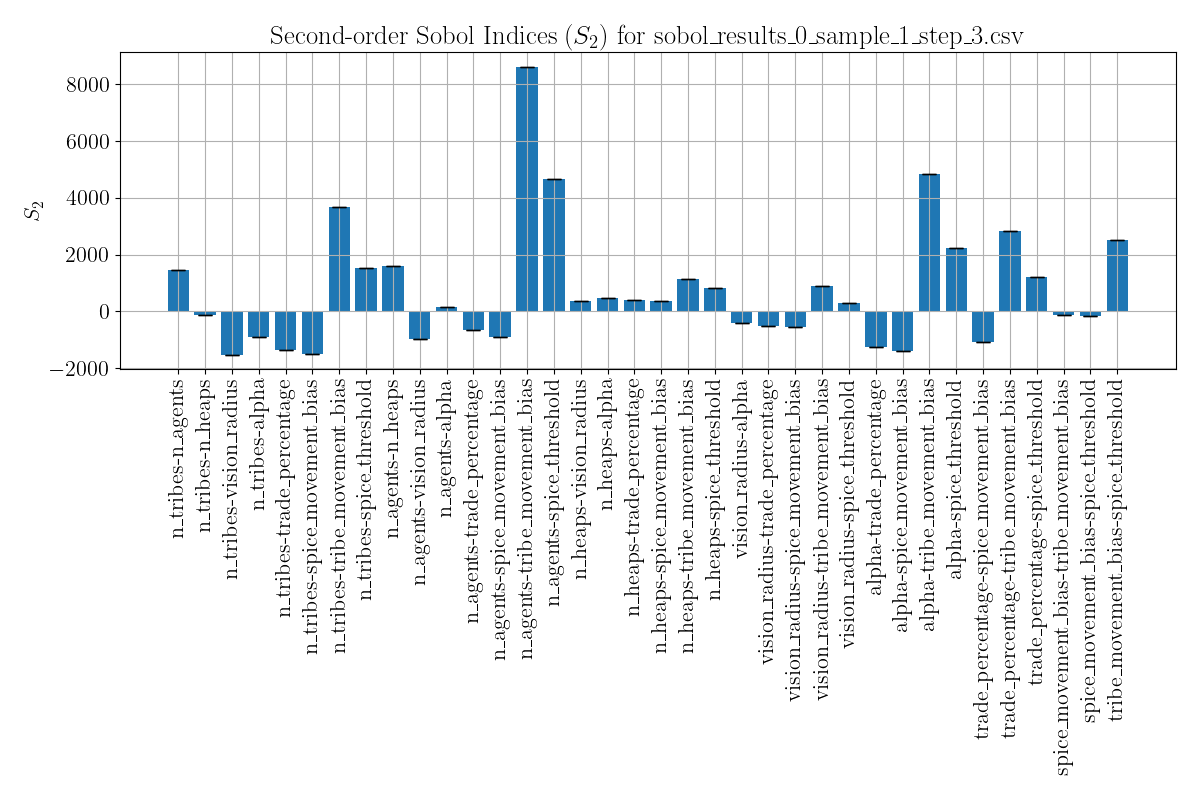 Second-order Sobol Indices (S₂) for sobol_results_0_sample_1_step_3.csv
S₂
8000
6000
4000
2000
0
−2000
n_tribes-n_agents
n_tribes-n_heaps
n_tribes-vision_radius
n_tribes-alpha
n_tribes-trade_percentage
n_tribes-spice_movement_bias
n_tribes-tribe_movement_bias
n_tribes-spice_threshold
n_agents-n_heaps
n_agents-vision_radius
n_agents-alpha
n_agents-trade_percentage
n_agents-spice_movement_bias
n_agents-tribe_movement_bias
n_agents-spice_threshold
n_heaps-vision_radius
n_heaps-alpha
n_heaps-trade_percentage
n_heaps-spice_movement_bias
n_heaps-tribe_movement_bias
n_heaps-spice_threshold
vision_radius-alpha
vision_radius-trade_percentage
vision_radius-spice_movement_bias
vision_radius-tribe_movement_bias
vision_radius-spice_threshold
alpha-trade_percentage
alpha-spice_movement_bias
alpha-tribe_movement_bias
alpha-spice_threshold
trade_percentage-spice_movement_bias
trade_percentage-tribe_movement_bias
trade_percentage-spice_threshold
spice_movement_bias-tribe_movement_bias
spice_movement_bias-spice_threshold
tribe_movement_bias-spice_threshold